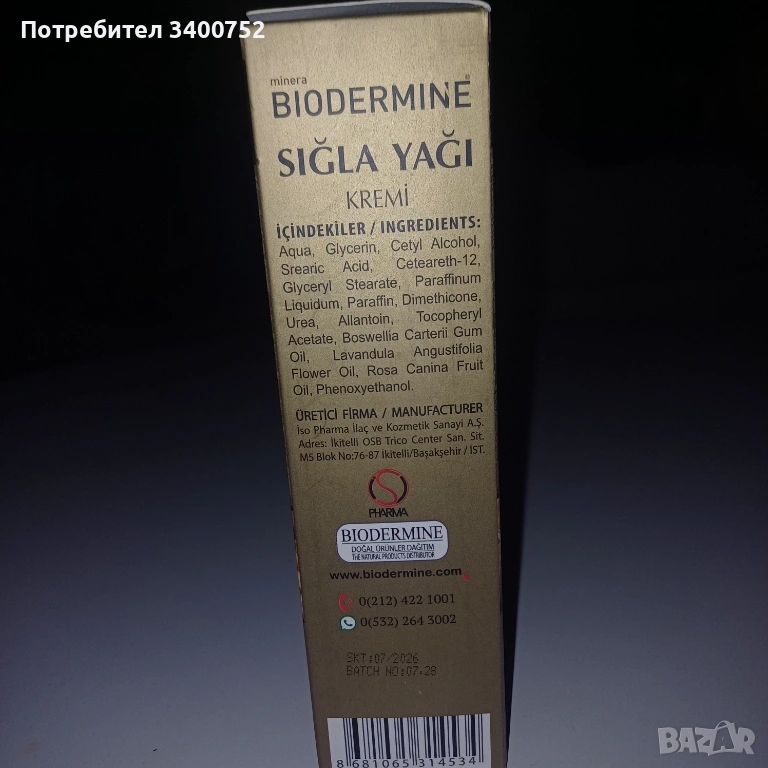 Потребител 3400752
minera
BIODERMINE®
SIĞLA YAĞI
KREMİ
İÇİNDEKİLER / INGREDIENTS:
Aqua, Glycerin, Cetyl Alcohol,
Srearic Acid, Ceteareth-12,
Glyceryl Stearate, Paraffinum
Liquidum, Paraffin, Dimethicone,
Urea, Allantoin, Tocopheryl
Acetate, Boswellia Carterii Gum
Oil, Lavandula Angustifolia
Flower Oil, Rosa Canina Fruit
Oil, Phenoxyethanol.
ÜRETİCİ FİRMA / MANUFACTURER
İso Pharma İlaç ve Kozmetik Sanayi A.Ş.
Adres: İkitelli OSB Trico Center San. Sit.
M5 Blok No:76-87 İkitelli/Başakşehir / İST.
PHARMA
BIODERMINE
DOĞAL ÜRÜNLER DAĞITIM
THE NATURAL PRODUCTS DISTRIBUTOR
www.biodermine.com
0(212) 422 1001
0(532) 264 3002
SKT:07/2026
BATCH NO:07.28
8 681065 314534
BAZAR